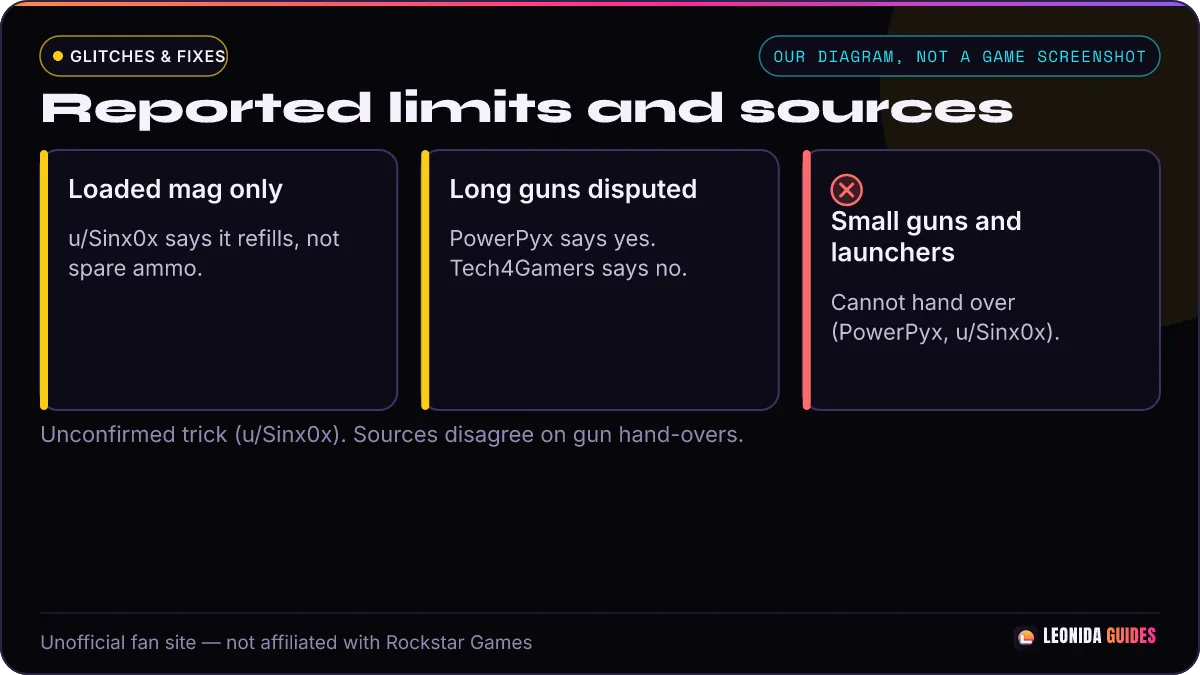 GLITCHES & FIXES
OUR DIAGRAM, NOT A GAME SCREENSHOT
Reported limits and sources
Loaded mag only
u/Sinx0x says it refills, not
spare ammo.
Long guns disputed
PowerPyx says yes.
Tech4Gamers says no.
Small guns and
launchers
Cannot hand over
(PowerPyx, u/Sinx0x).
Unconfirmed trick (u/Sinx0x). Sources disagree on gun hand-overs.
Unofficial fan site — not affiliated with Rockstar Games
LEONIDA GUIDES